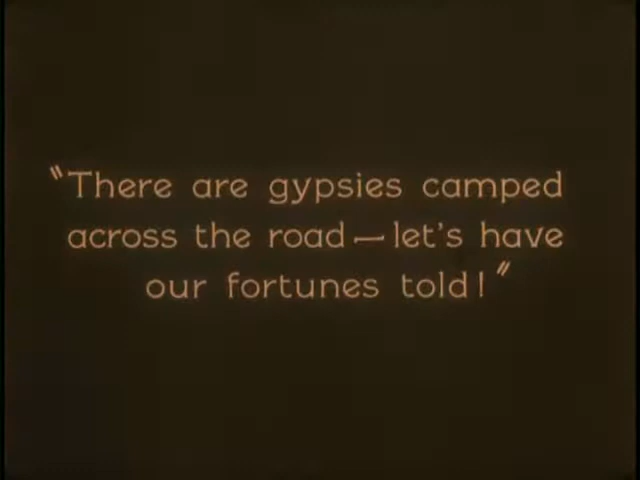 "There are gypsies camped
across the road — let's have
our fortunes told!"